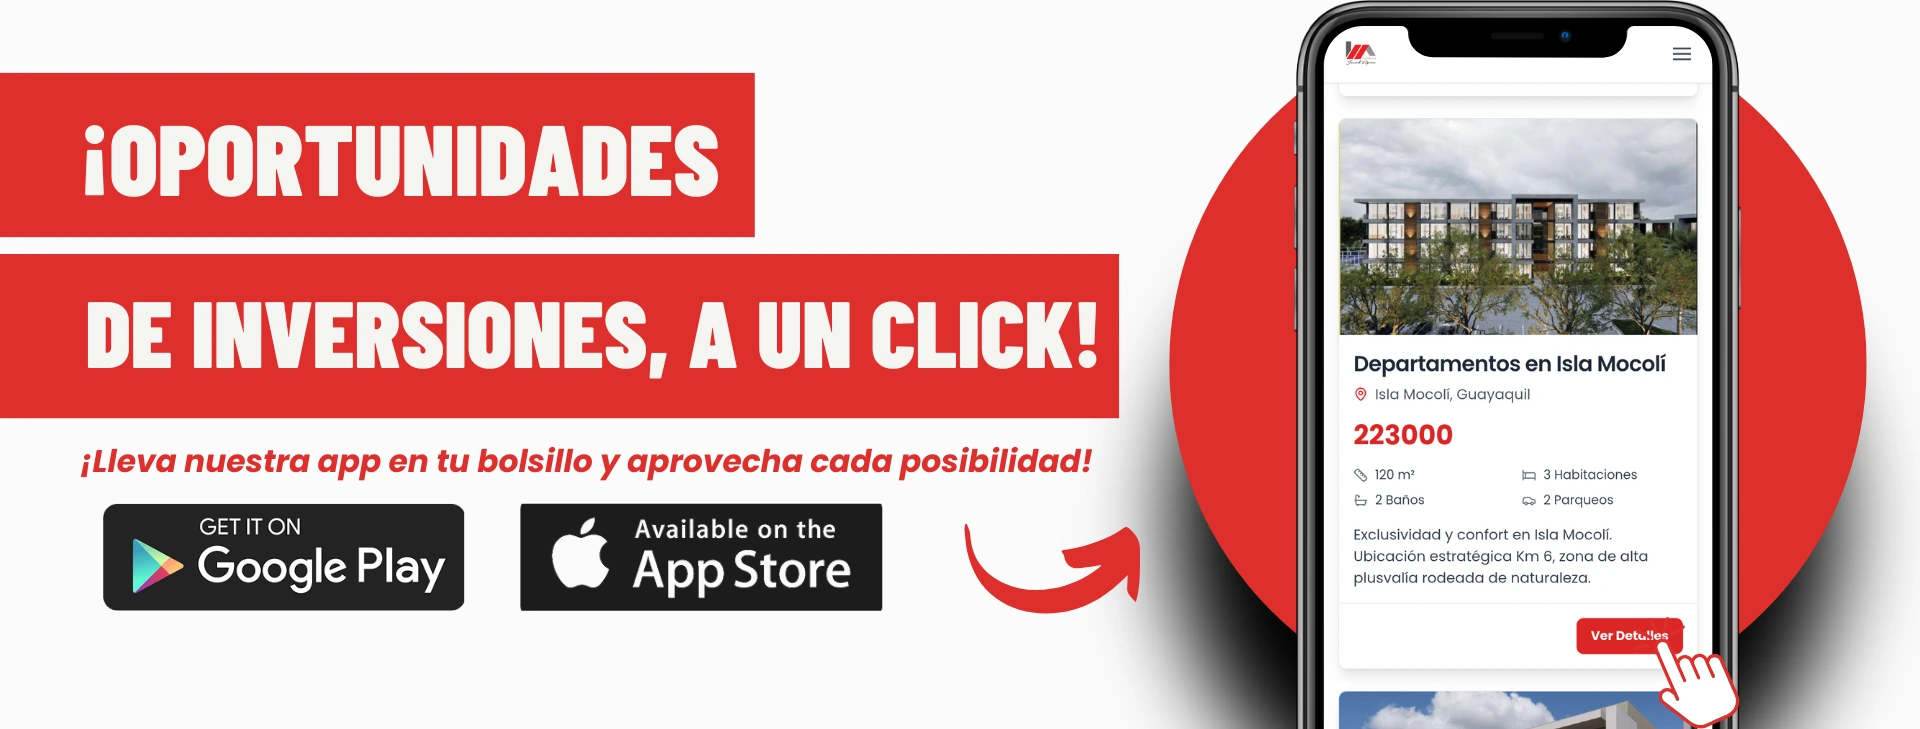 ¡OPORTUNIDADES
DE INVERSIONES, A UN CLICK!
¡Lleva nuestra app en tu bolsillo y aprovecha cada posibilidad!
GET IT ON
Google Play
Available on the
App Store
Departamentos en Isla Mocolí
Isla Mocolí, Guayaquil
223000
120 m²
3 Habitaciones
2 Baños
2 Parqueos
Exclusividad y confort en Isla Mocolí.
Ubicación estratégica Km 6, zona de alta
plusvalía rodeada de naturaleza.
Ver Detalles